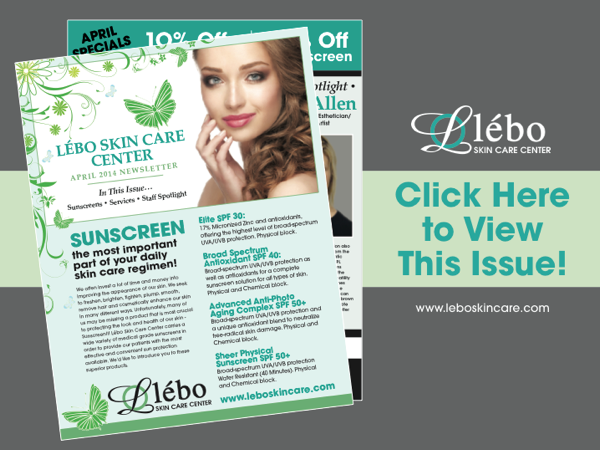 APRIL
SPECIALS
10% Off
Off
screen
potlight •
Allen
Esthetician/
rtist
LÉBO SKIN CARE
CENTER
APRIL 2014 NEWSLETTER
In This Issue...
Sunscreens • Services • Staff Spotlight
SUNSCREEN
the most important
part of your daily
skin care regimen!
We often invest a lot of time and money into
improving the appearance of our skin. We seek
to freshen, brighten, tighten, plump, smooth,
remove hair and cosmetically enhance our skin
in many different ways. Unfortunately, many of
us may be missing a product that is most crucial
to protecting the look and health of our skin -
Sunscreen!! Lébo Skin Care Center carries a
wide variety of medical grade sunscreens in
order to provide our patients with the most
effective and convenient sun protection
available. We'd like to introduce you to these
superior products.
Elite SPF 30:
17% Micronized Zinc and antioxidants,
offering the highest level of broad-spectrum
UVA/UVB protection. Physical block.
Broad Spectrum
Antioxidant SPF 40:
Broad-spectrum UVA/UVB protection as
well as antioxidants for a complete
sunscreen solution for all types of skin.
Physical and Chemical block.
Advanced Anti-Photo
Aging Complex SPF 50+
Broad-spectrum UVA/UVB protection and
a unique antioxidant blend to neutralize
free-radical skin damage. Physical and
Chemical block.
Sheer Physical
Sunscreen SPF 50+
Broad-spectrum UVA/UVB protection
Water Resistant (40 Minutes). Physical
and Chemical block.
lébo
SKIN CARE CENTER
www.leboskincare.com
lébo
SKIN CARE CENTER
Click Here
to View
This Issue!
www.leboskincare.com